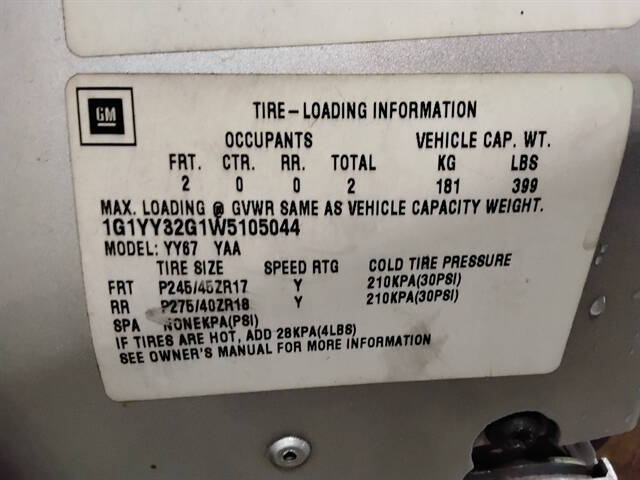 GM
TIRE-LOADING INFORMATION
OCCUPANTS VEHICLE CAP. WT.
FRT. CTR. RR. TOTAL KG LBS
2 0 0 2 181 399
MAX. LOADING @ GVWR SAME AS VEHICLE CAPACITY WEIGHT.
1G1YY32G1W5105044
MODEL: YY67 YAA
TIRE SIZE SPEED RTG COLD TIRE PRESSURE
FRT P245/45ZR17 Y 210KPA(30PSI)
RR P275/40ZR18 Y 210KPA(30PSI)
SPA NONEKPA(PSI)
IF TIRES ARE HOT, ADD 28KPA(4LBS)
SEE OWNER'S MANUAL FOR MORE INFORMATION